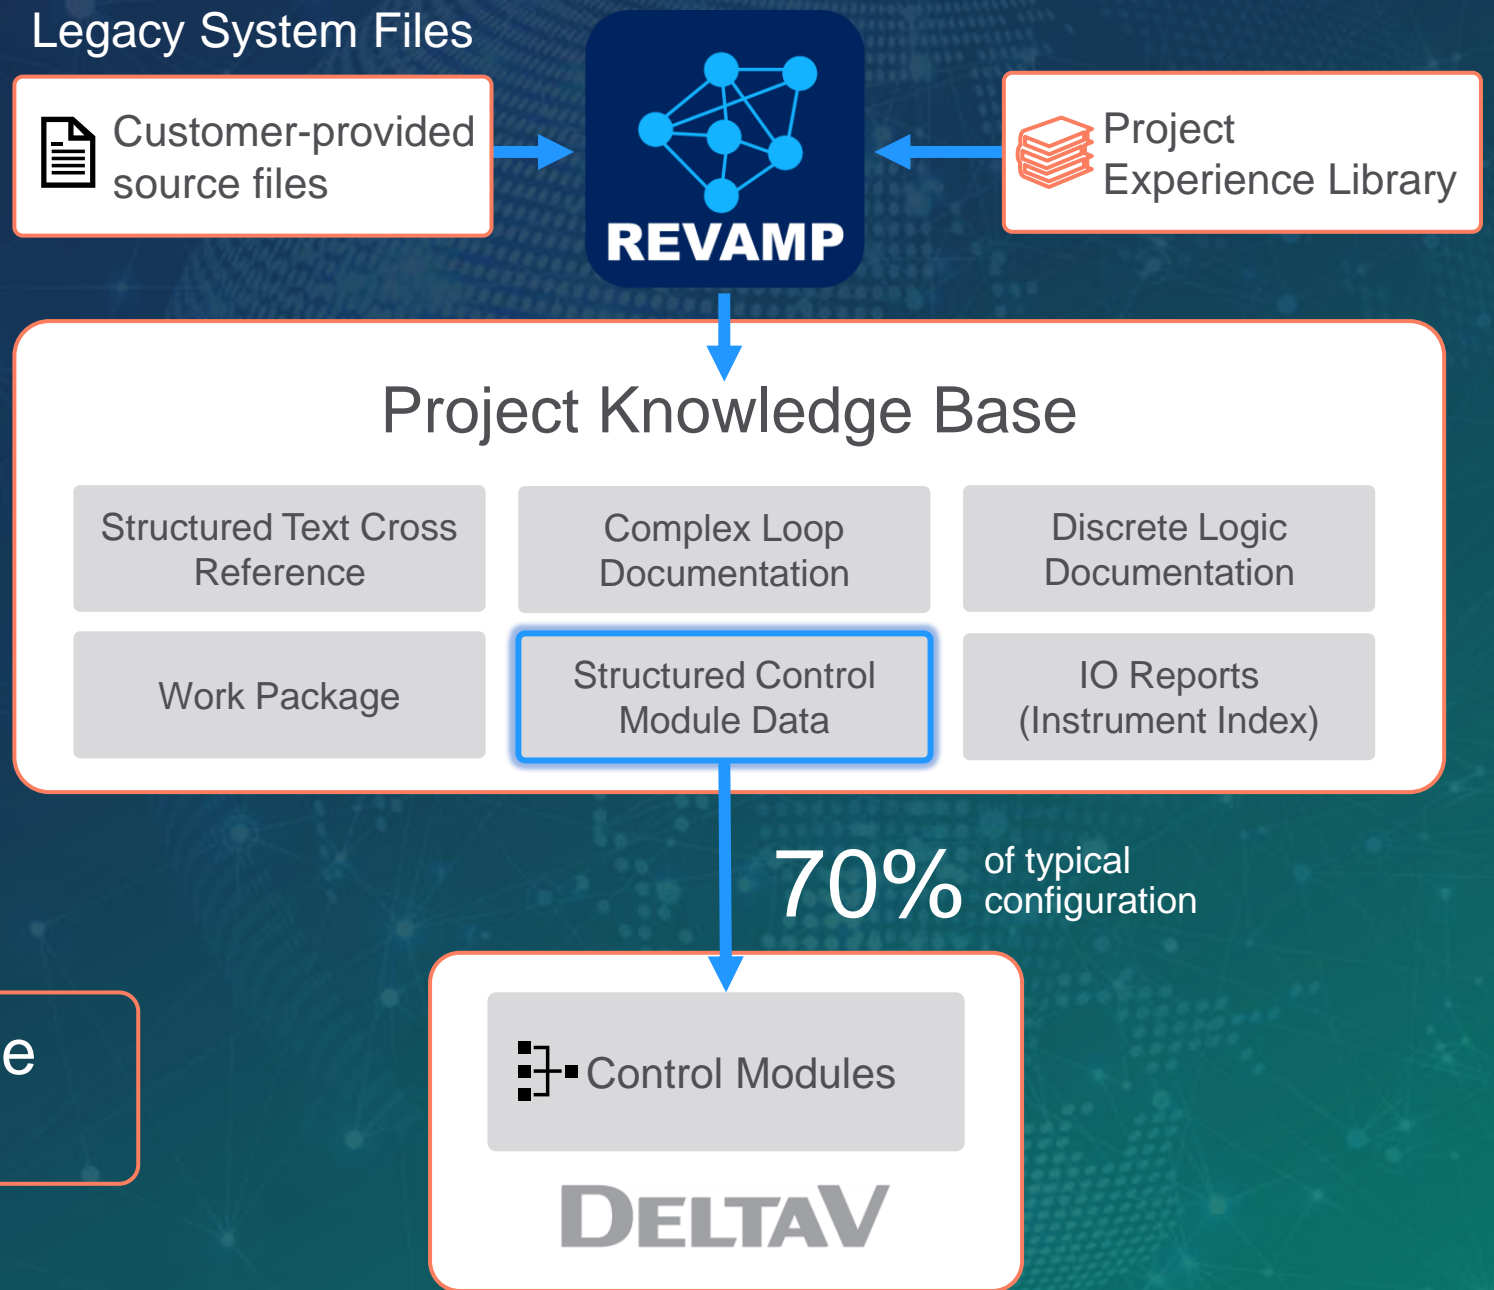 Legacy System Files
Customer-provided
source files
REVAMP
Project
Experience Library
Project Knowledge Base
Structured Text Cross
Reference
Complex Loop
Documentation
Discrete Logic
Documentation
Work Package
Structured Control
Module Data
IO Reports
(Instrument Index)
70%
of typical
configuration
e
Control Modules
DELTAV